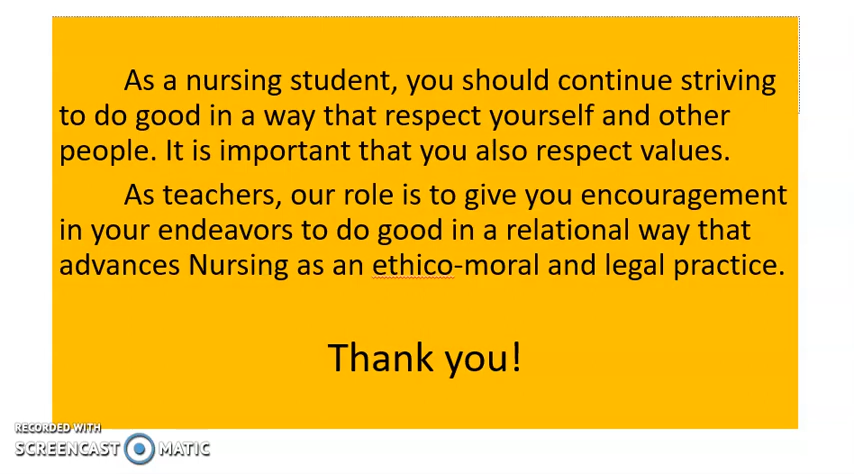 As a nursing student, you should continue striving
to do good in a way that respect yourself and other
people. It is important that you also respect values.
As teachers, our role is to give you encouragement
in your endeavors to do good in a relational way that
advances Nursing as an ethico-moral and legal practice.
Thank you!
RECORDED WITH
SCREENCAST MATIC